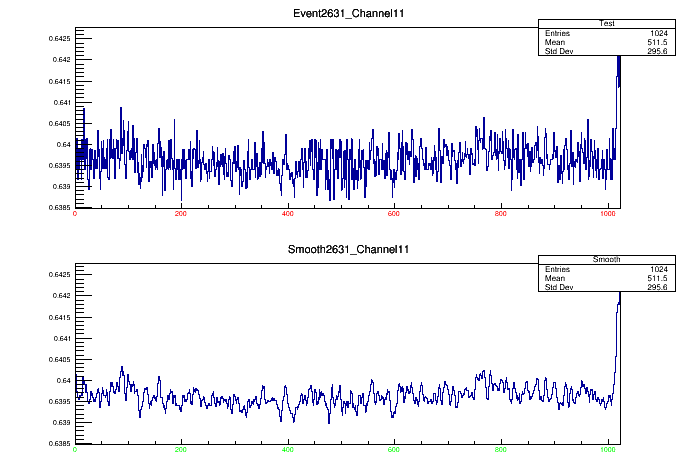 Event2631_Channel11
Test
Entries 1024
Mean 511.5
Std Dev 295.6
0.6425
0.642
0.6415
0.641
0.6405
0.64
0.6395
0.639
0.6385
0 200 400 600 800 1000
Smooth2631_Channel11
Smooth
Entries 1024
Mean 511.5
Std Dev 295.6
0.6425
0.642
0.6415
0.641
0.6405
0.64
0.6395
0.639
0.6385
0 200 400 600 800 1000